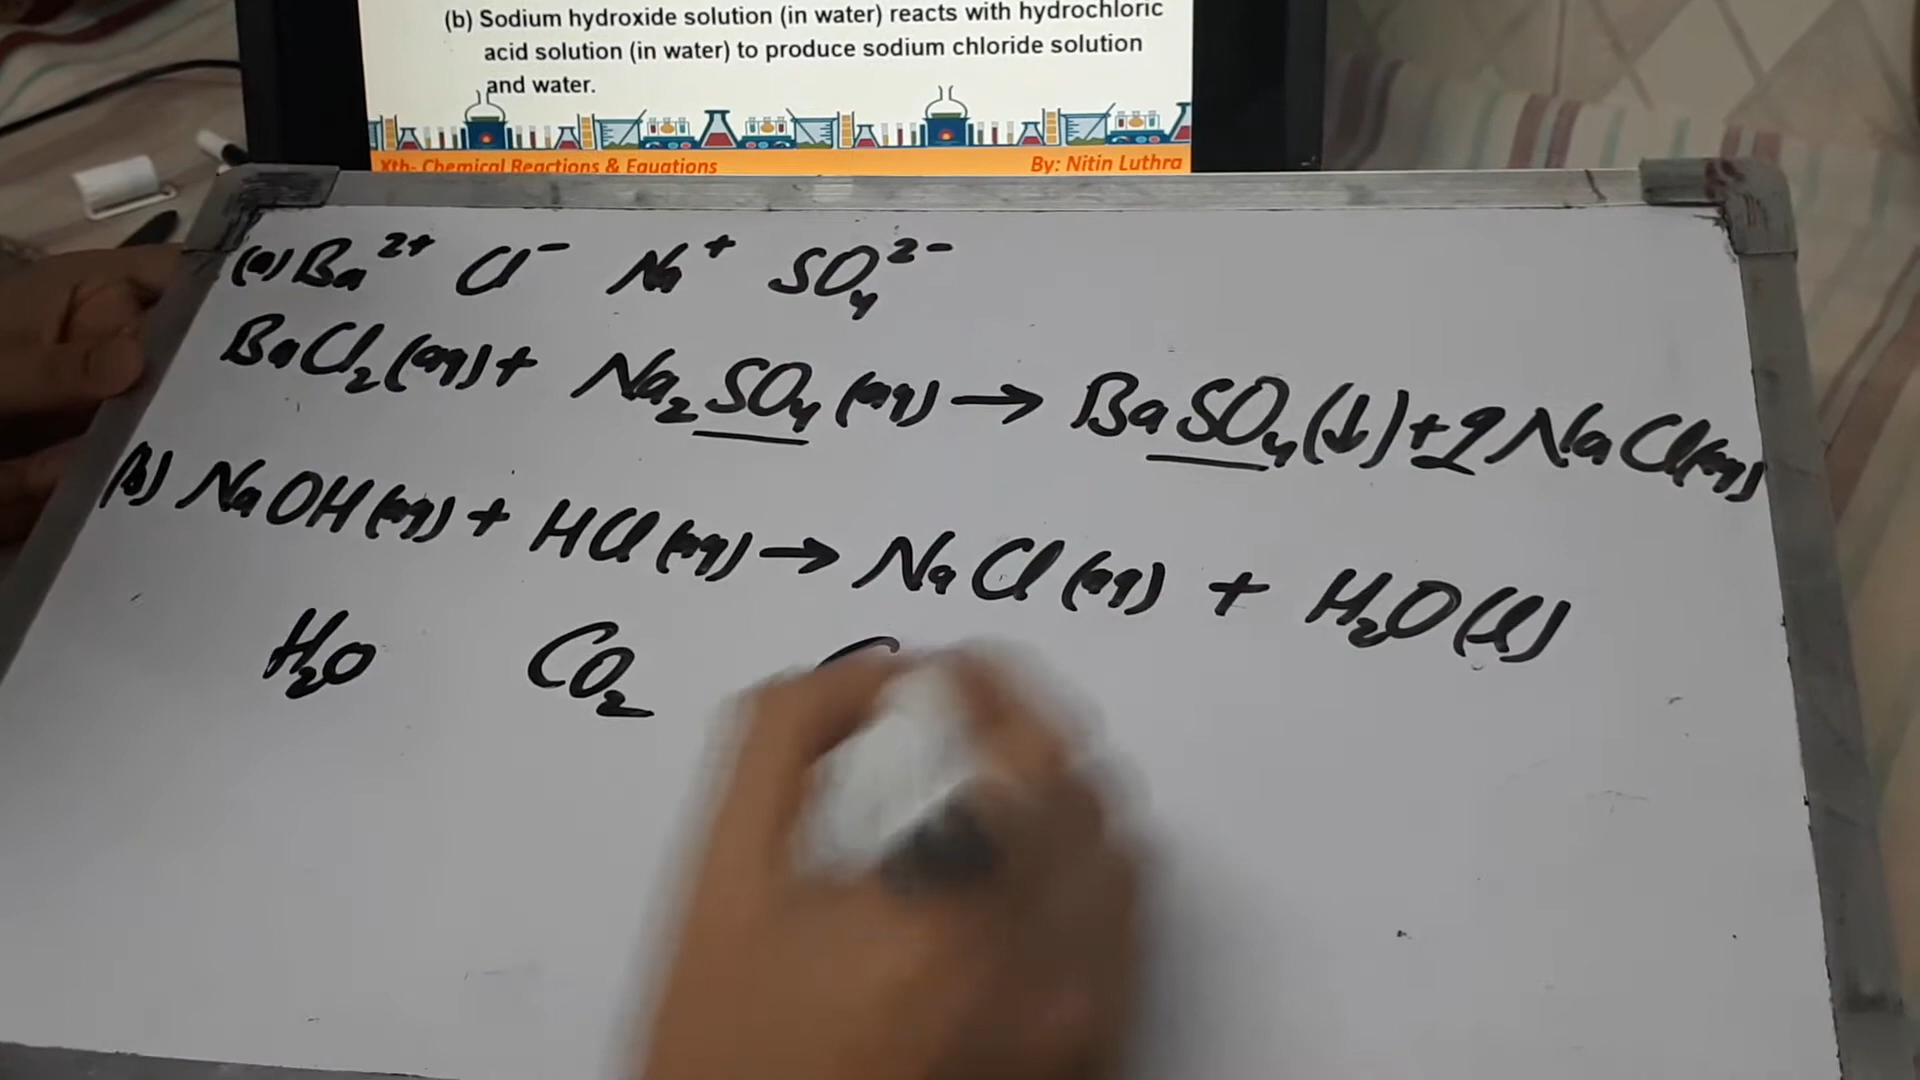 (b) Sodium hydroxide solution (in water) reacts with hydrochloric
acid solution (in water) to produce sodium chloride solution
and water.
Xth- Chemical Reactions & Equations By: Nitin Luthra
(a) Ba²⁺ Cl⁻ Na⁺ SO₄²⁻
BaCl₂(aq) + Na₂SO₄(aq) → BaSO₄(↓) + 2NaCl(aq)
(b) NaOH(aq) + HCl(aq) → NaCl(aq) + H₂O(l)
H₂O CO₂